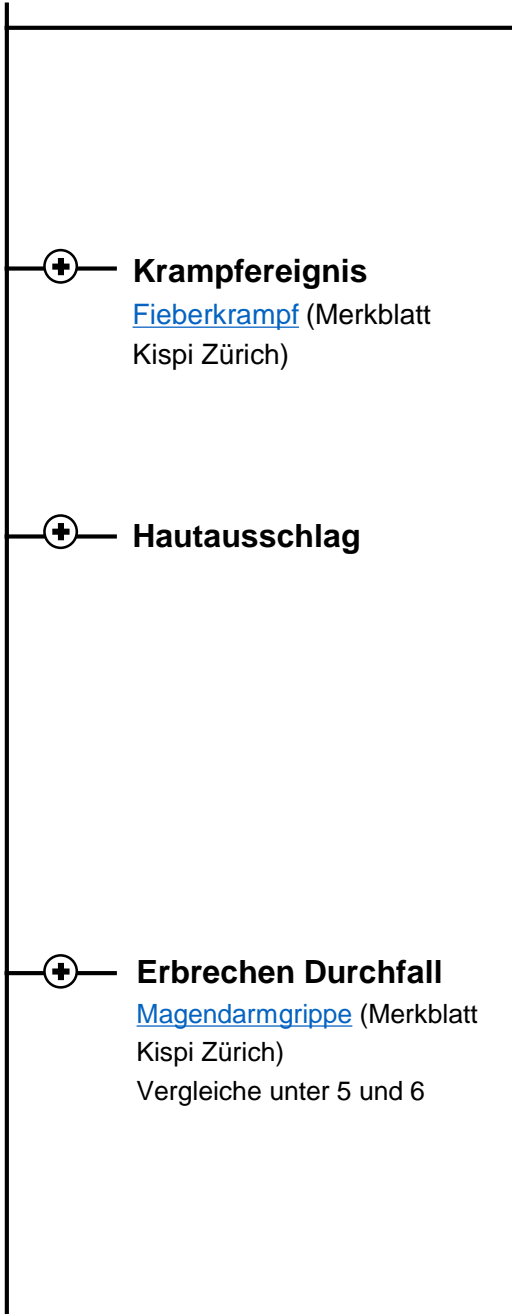 Krampfereignis
Fieberkrampf (Merkblatt
Kispi Zürich)
Hautausschlag
Erbrechen Durchfall
Magendarmgrippe (Merkblatt
Kispi Zürich)
Vergleiche unter 5 und 6